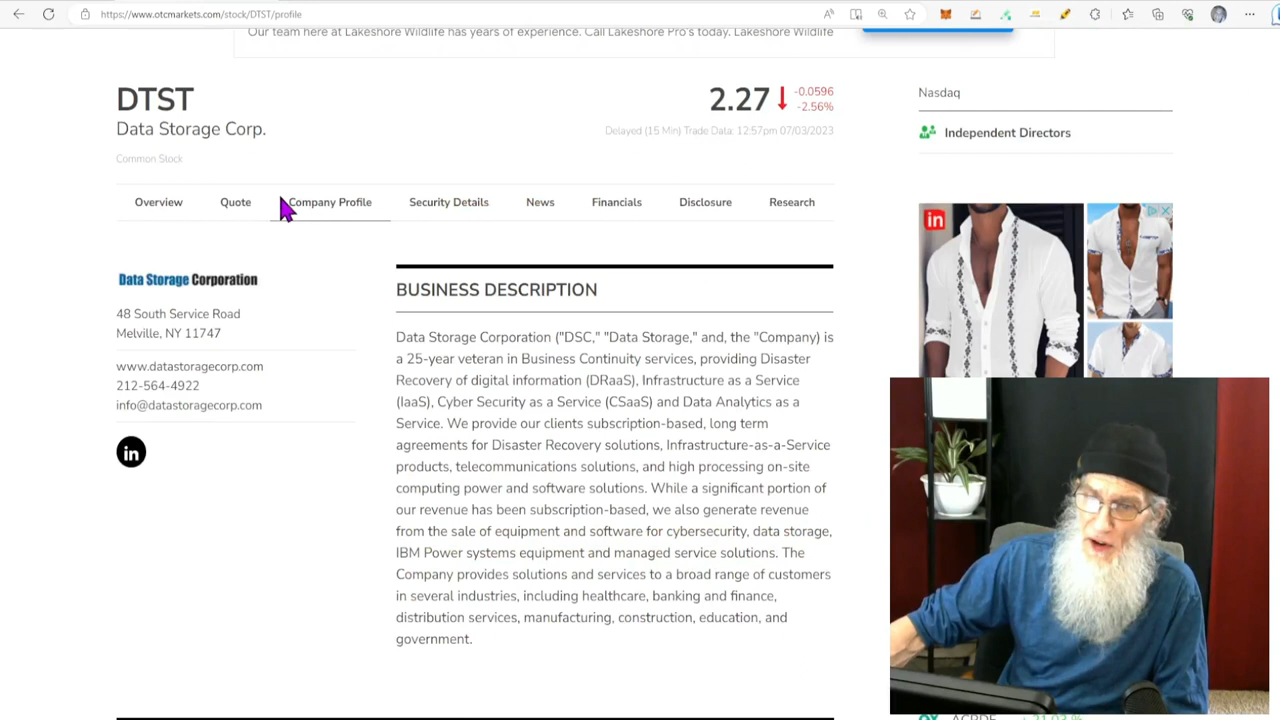 https://www.otcmarkets.com/stock/DTST/profile
Our team here at Lakeshore Wildlife has years of experience. Call Lakeshore Pro's today. Lakeshore Wildlife
DTST
2.27
-0.0596
-2.56%
Data Storage Corp.
Delayed (15 Min) Trade Data: 12:57pm 07/03/2023
Common Stock
Nasdaq
Independent Directors
Overview Quote Company Profile Security Details News Financials Disclosure Research
Data Storage Corporation
48 South Service Road
Melville, NY 11747
www.datastoragecorp.com
212-564-4922
info@datastoragecorp.com
in
BUSINESS DESCRIPTION
Data Storage Corporation ("DSC," "Data Storage," and, the "Company) is
a 25-year veteran in Business Continuity services, providing Disaster
Recovery of digital information (DRaaS), Infrastructure as a Service
(IaaS), Cyber Security as a Service (CSaaS) and Data Analytics as a
Service. We provide our clients subscription-based, long term
agreements for Disaster Recovery solutions, Infrastructure-as-a-Service
products, telecommunications solutions, and high processing on-site
computing power and software solutions. While a significant portion of
our revenue has been subscription-based, we also generate revenue
from the sale of equipment and software for cybersecurity, data storage,
IBM Power systems equipment and managed service solutions. The
Company provides solutions and services to a broad range of customers
in several industries, including healthcare, banking and finance,
distribution services, manufacturing, construction, education, and
government.
in